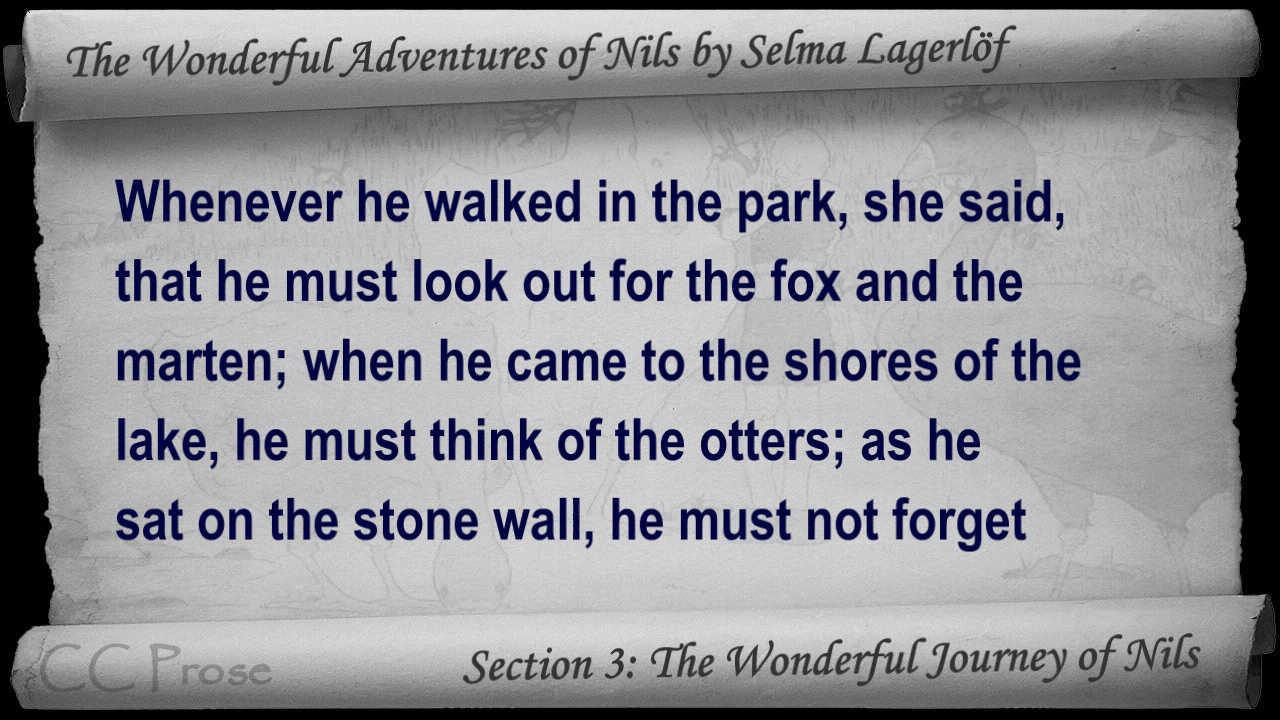 The Wonderful Adventures of Nils by Selma Lagerlöf
Whenever he walked in the park, she said,
that he must look out for the fox and the
marten; when he came to the shores of the
lake, he must think of the otters; as he
sat on the stone wall, he must not forget
CC Prose
Section 3: The Wonderful Journey of Nils